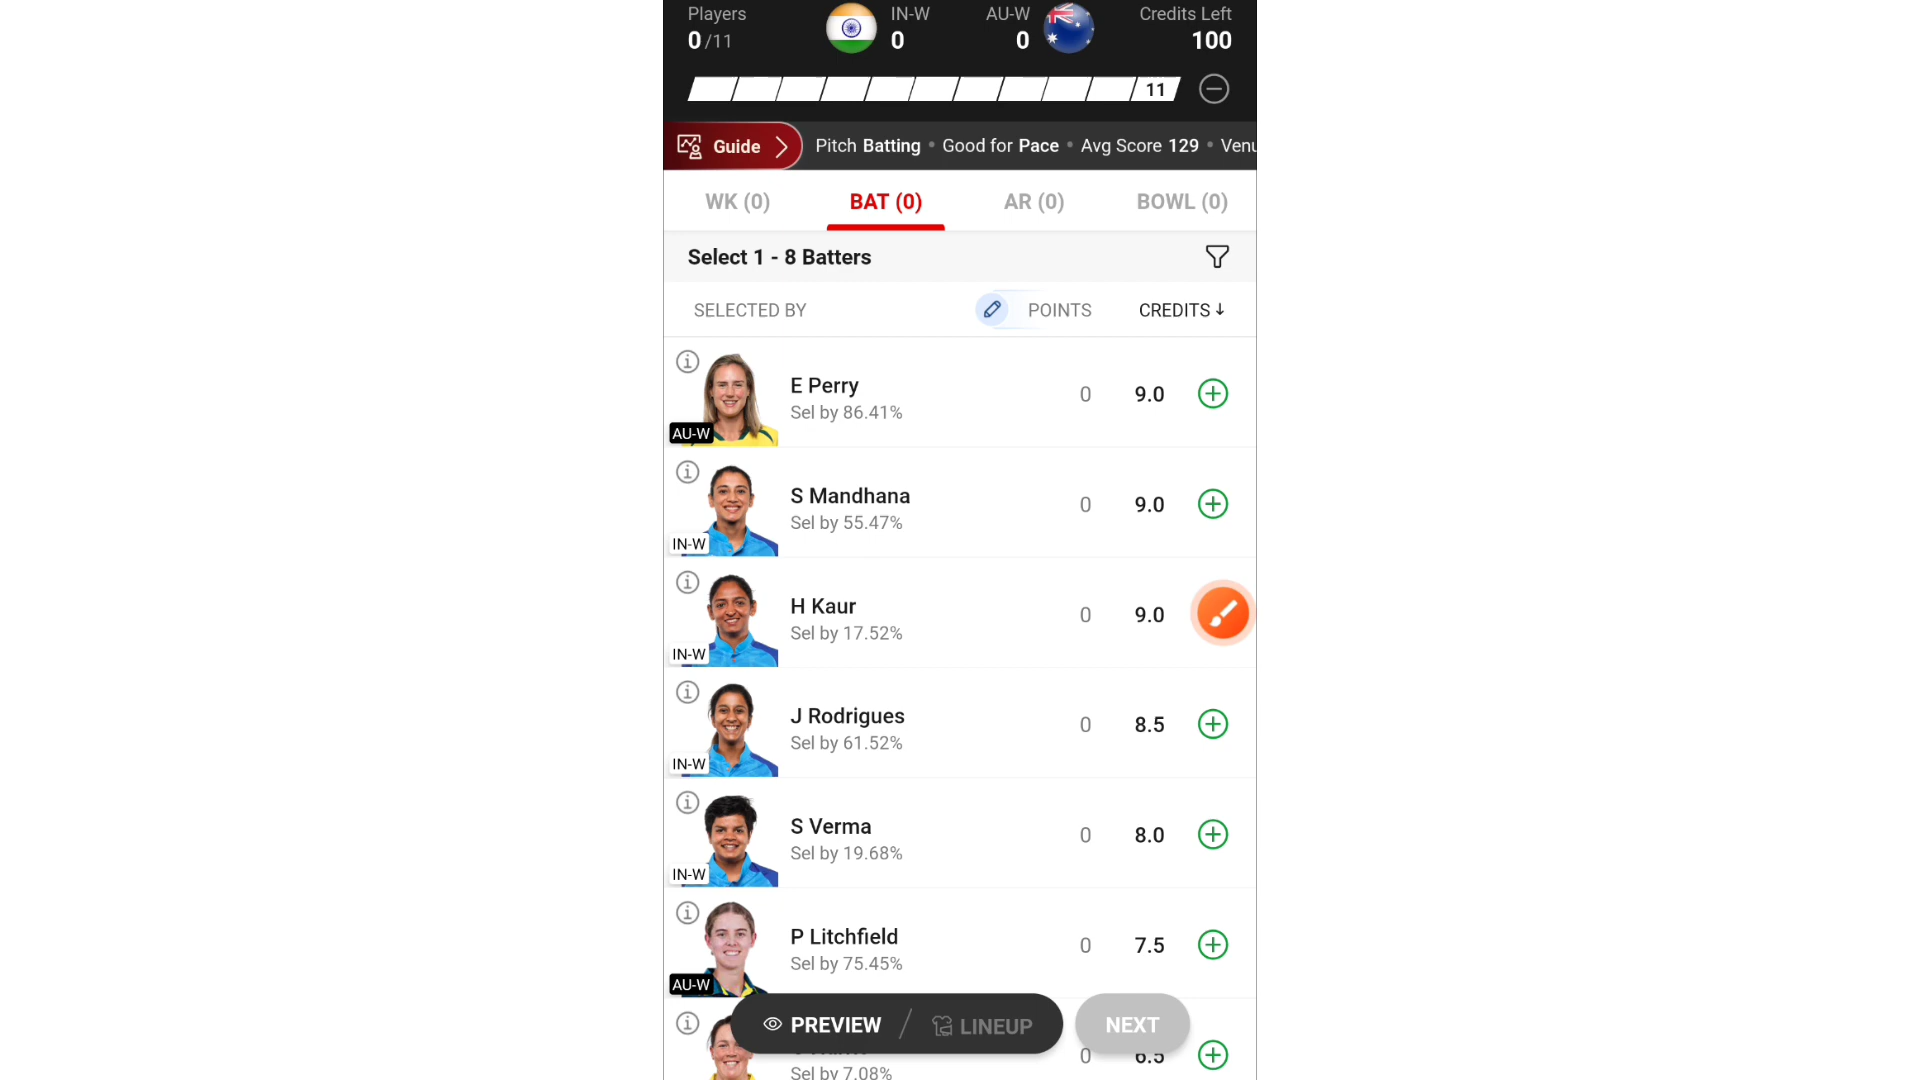 Players IN-W AU-W Credits Left
0 /11 0 0 100
11
Guide Pitch Batting • Good for Pace • Avg Score 129 • Venu
WK (0) BAT (0) AR (0) BOWL (0)
Select 1 - 8 Batters
SELECTED BY POINTS CREDITS ↓
E Perry
Sel by 86.41%
0 9.0
AU-W
S Mandhana
Sel by 55.47%
0 9.0
IN-W
H Kaur
Sel by 17.52%
0 9.0
IN-W
J Rodrigues
Sel by 61.52%
0 8.5
IN-W
S Verma
Sel by 19.68%
0 8.0
IN-W
P Litchfield
Sel by 75.45%
0 7.5
AU-W
PREVIEW LINEUP NEXT
0 6.5
Sel by 7.08%